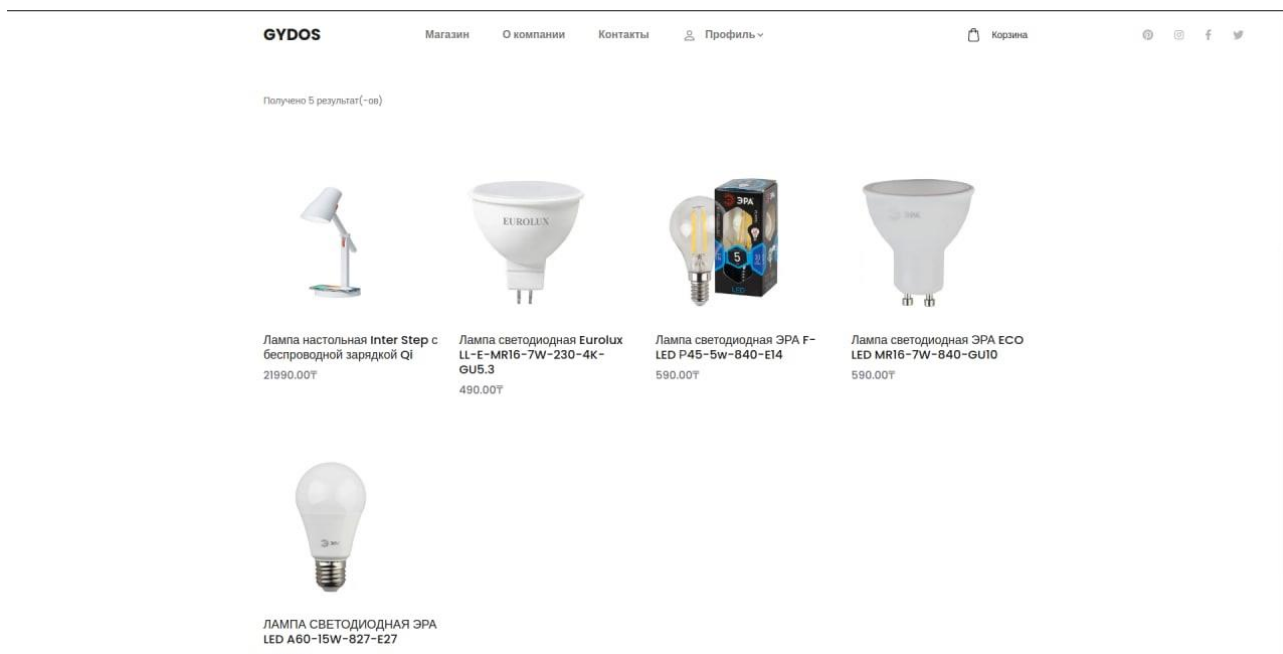 GYDOS
Магазин О компании Контакты Профиль Корзина
Получено 5 результат(-ов)
EUROLUX
ЭРА
5
LED
ЭРА
Лампа настольная Inter Step с
беспроводной зарядкой Qi
21990.00₸
Лампа светодиодная Eurolux
LL-E-MR16-7W-230-4K-
GU5.3
490.00₸
Лампа светодиодная ЭРА F-
LED P45-5w-840-E14
590.00₸
Лампа светодиодная ЭРА ECO
LED MR16-7W-840-GU10
590.00₸
ЭРА
ЛАМПА СВЕТОДИОДНАЯ ЭРА
LED A60-15W-827-E27